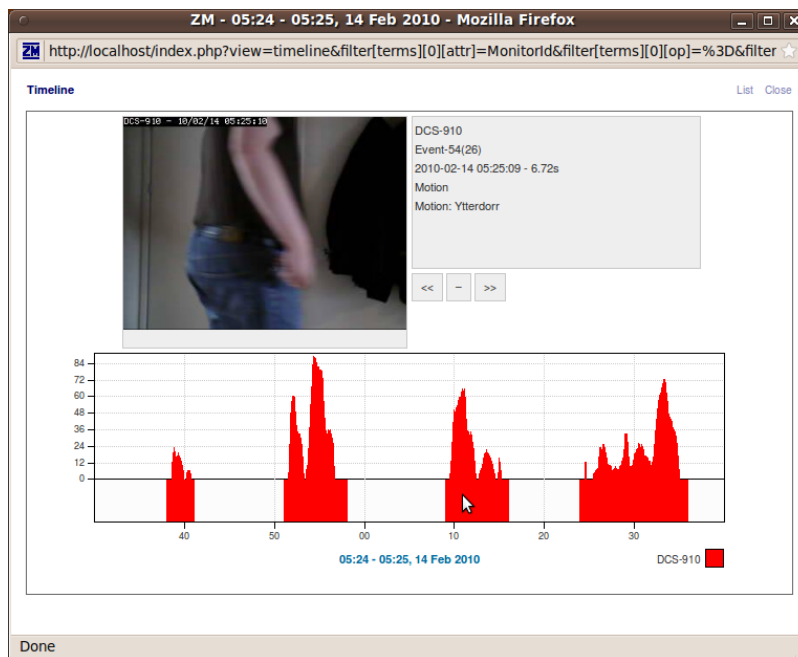 ZM - 05:24 - 05:25, 14 Feb 2010 - Mozilla Firefox
ZM http://localhost/index.php?view=timeline&filter[terms][0][attr]=MonitorId&filter[terms][0][op]=%3D&filter
Timeline List Close
DCS-910 - 10/02/14 05:25:10
DCS-910
Event-54(26)
2010-02-14 05:25:09 - 6.72s
Motion
Motion: Ytterdorr
<< – >>
84
72
60
48
36
24
12
0
40 50 00 10 20 30
05:24 - 05:25, 14 Feb 2010 DCS-910
Done